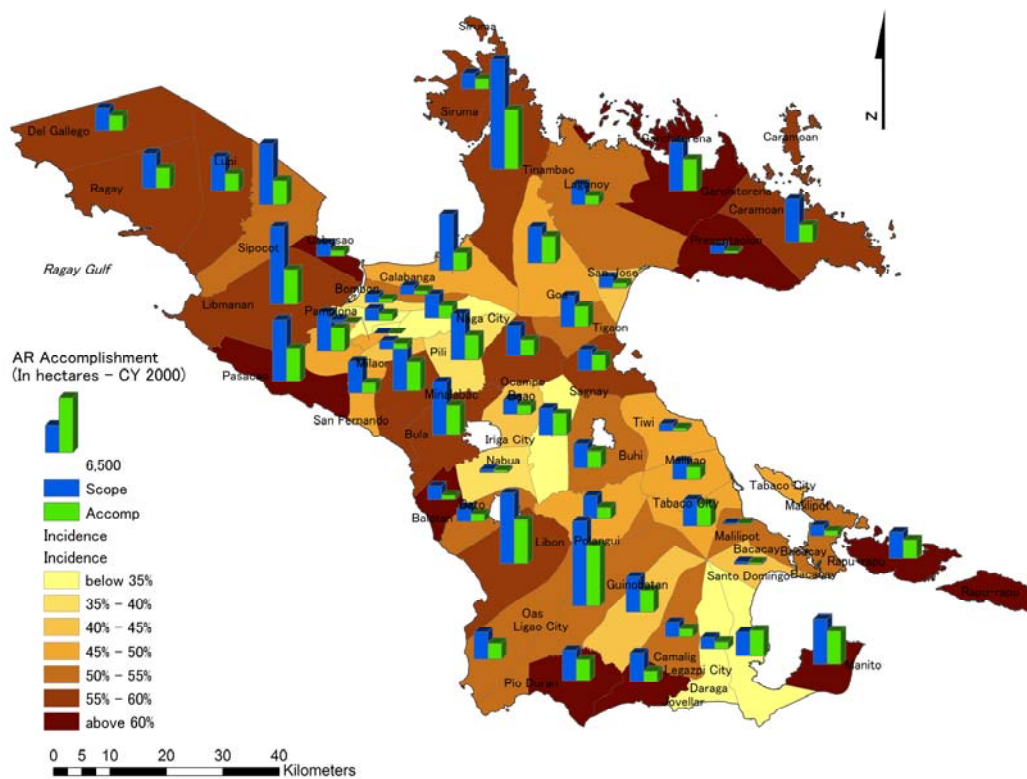 Siruma
Siruma
Del Gallego
Garchitorena
Caramoan
N
Tinambac
Lupi
Ragay
Lagonoy
Garchitorena
Caramoan
Cabusao
Presentacion
Sipocot
Ragay Gulf
Calabanga
San Jose
Bombon
Libmanan
Goa
Pamplona
Naga City
Tigaon
AR Accomplishment
(In hectares - CY 2000)
Pili
Milaor
Pasacao
Ocampo
Minalabac
Baao
Sagnay
San Fernando
Bula
Iriga City
Tiwi
Buhi
6,500
Nabua
Malinao
Tabaco City
Scope
Bato
Tabaco City
Malilipot
Accomp
Balatan
Libon
Polangui
Malilipot
Incidence
Bacacay
Bacacay
Rapu-rapu
Incidence
Santo Domingo
Bacacay
below 35%
Guinobatan
Rapu-rapu
35% - 40%
Oas
40% - 45%
Ligao City
45% - 50%
Camalig
50% - 55%
Legazpi City
Manito
55% - 60%
Pio Duran
Daraga
above 60%
Jovellar
0 5 10 20 30 40
Kilometers